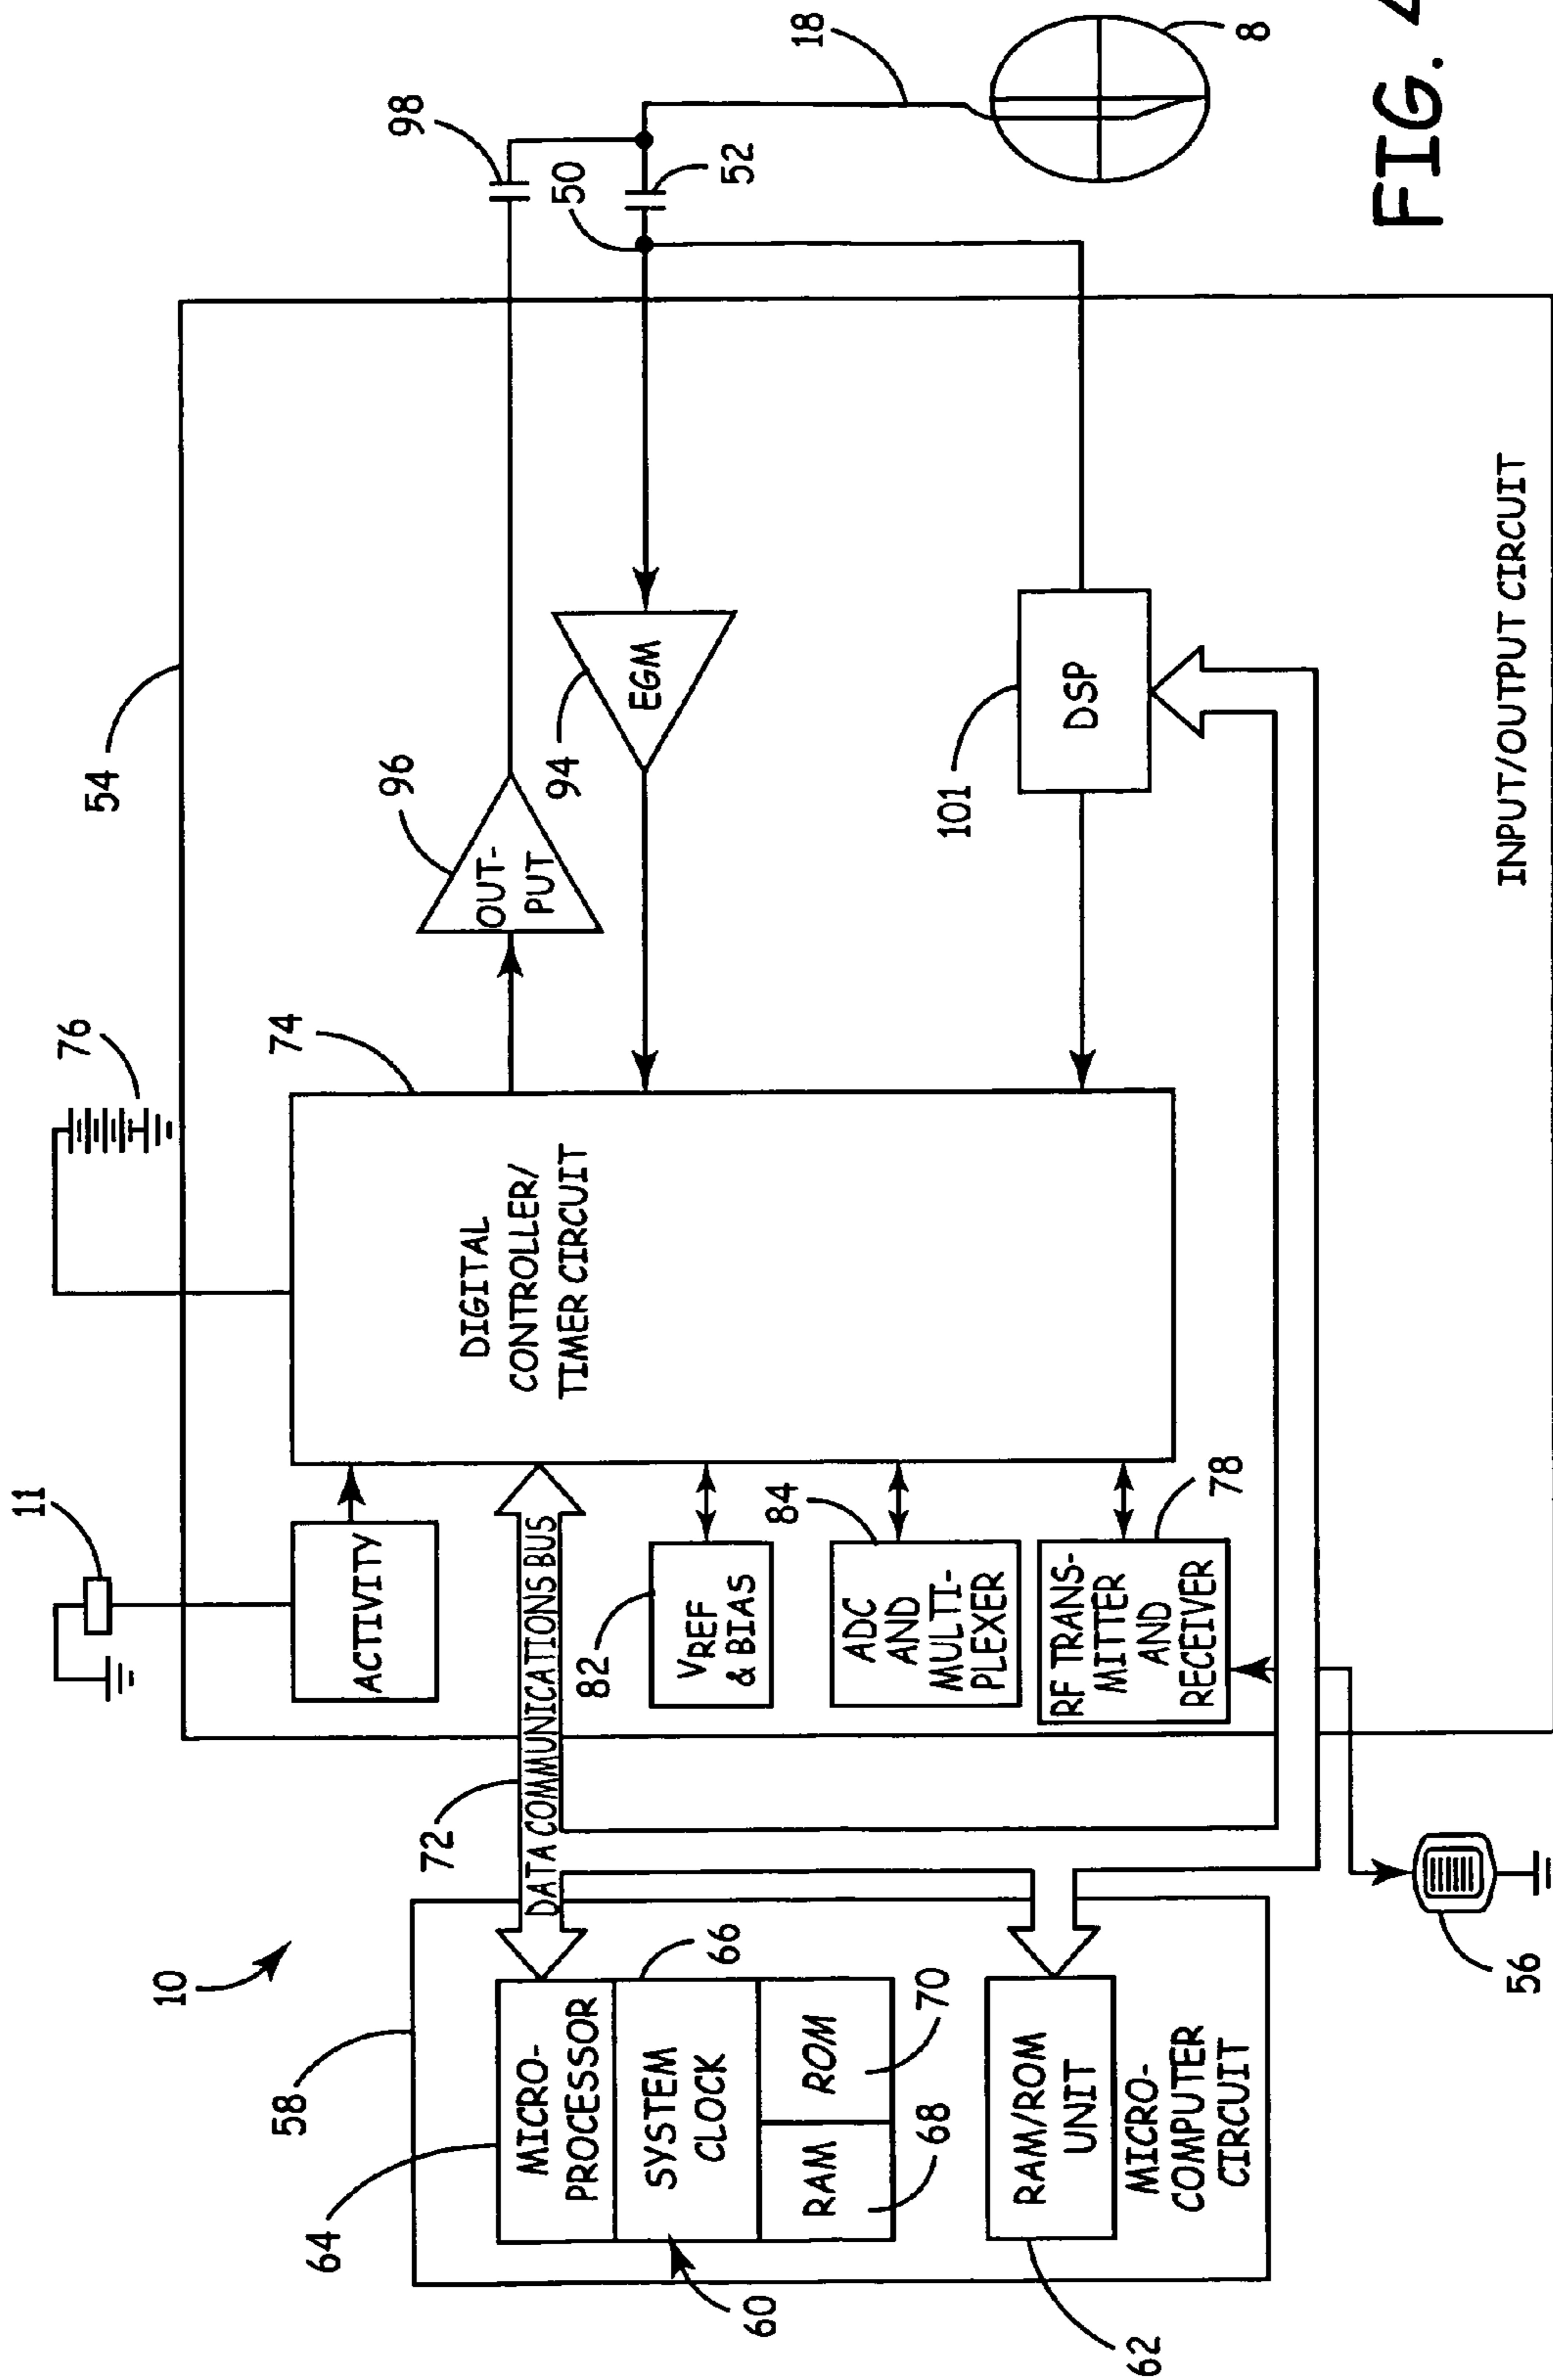 10
58
64
MICRO-
PROCESSOR
66
SYSTEM
CLOCK
RAM
ROM
68
70
60
RAM/ROM
UNIT
62
MICRO-
COMPUTER
CIRCUIT
72
DATA COMMUNICATIONS BUS
56
11
ACTIVITY
82
VREF
& BIAS
84
ADC
AND
MULTI-
PLEXER
RF TRANS-
MITTER
AND
RECEIVER
78
76
74
DIGITAL
CONTROLLER/
TIMER CIRCUIT
54
96
OUT-
PUT
94
EGM
101
DSP
INPUT/OUTPUT CIRCUIT
98
50
52
18
8
FIG. 4